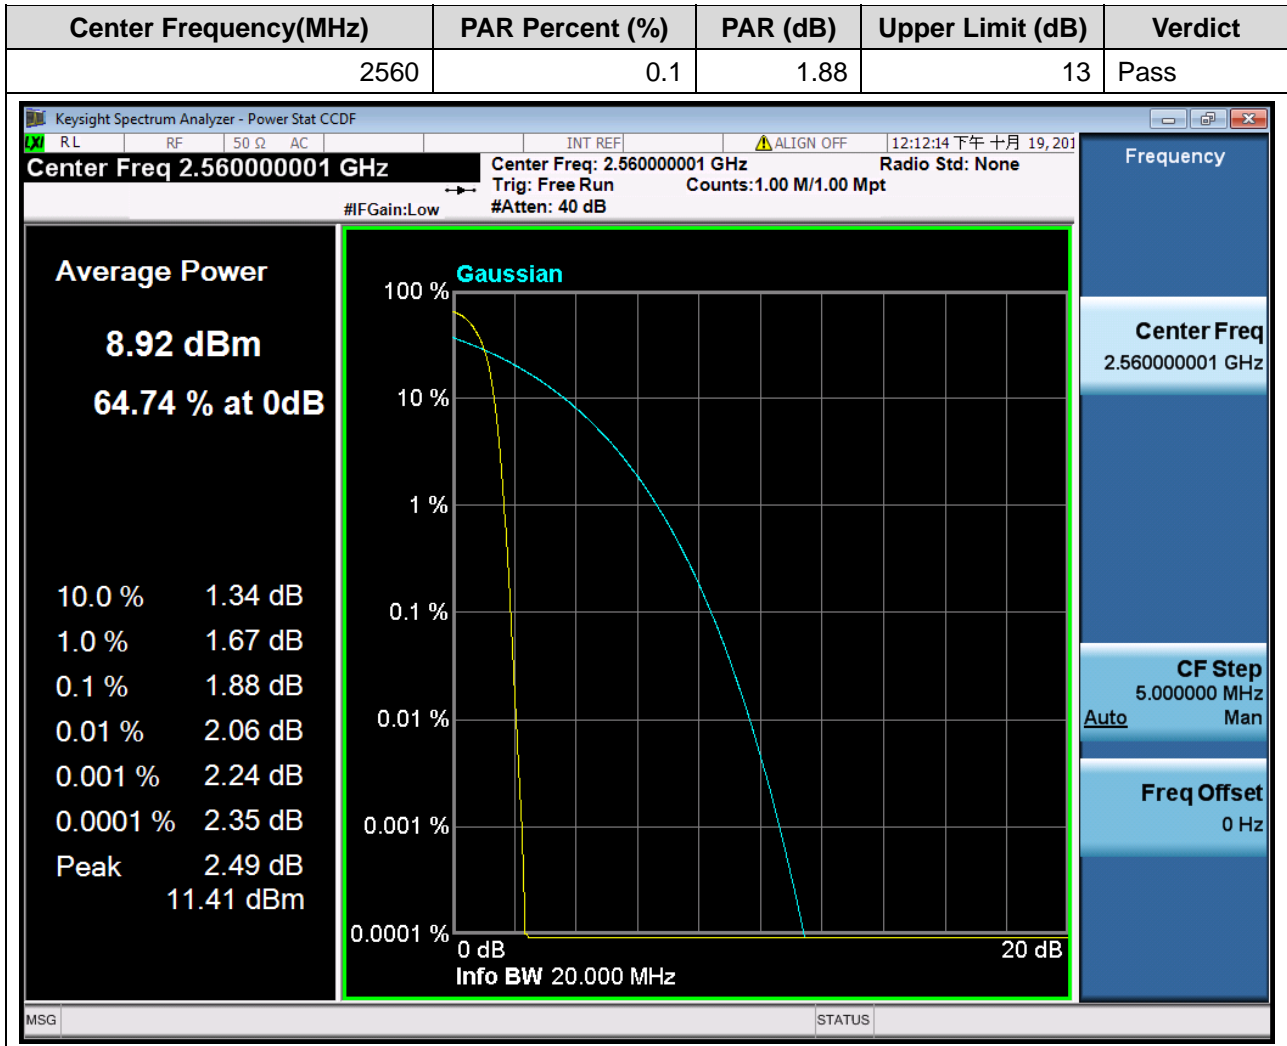 Center Frequency(MHz) PAR Percent (%) PAR (dB) Upper Limit (dB) Verdict
2560 0.1 1.88 13 Pass
Keysight Spectrum Analyzer - Power Stat CCDF
LXI RL RF 50 Ω AC INT REF ALIGN OFF 12:12:14 下午 十月 19, 201
Center Freq 2.560000001 GHz
#IFGain:Low
Center Freq: 2.560000001 GHz Radio Std: None
Trig: Free Run Counts:1.00 M/1.00 Mpt
#Atten: 40 dB
Average Power
8.92 dBm
64.74 % at 0dB
10.0 % 1.34 dB
1.0 % 1.67 dB
0.1 % 1.88 dB
0.01 % 2.06 dB
0.001 % 2.24 dB
0.0001 % 2.35 dB
Peak 2.49 dB
11.41 dBm
Gaussian
100 %
10 %
1 %
0.1 %
0.01 %
0.001 %
0.0001 %
0 dB 20 dB
Info BW 20.000 MHz
Frequency
Center Freq
2.560000001 GHz
CF Step
5.000000 MHz
Auto Man
Freq Offset
0 Hz
MSG STATUS